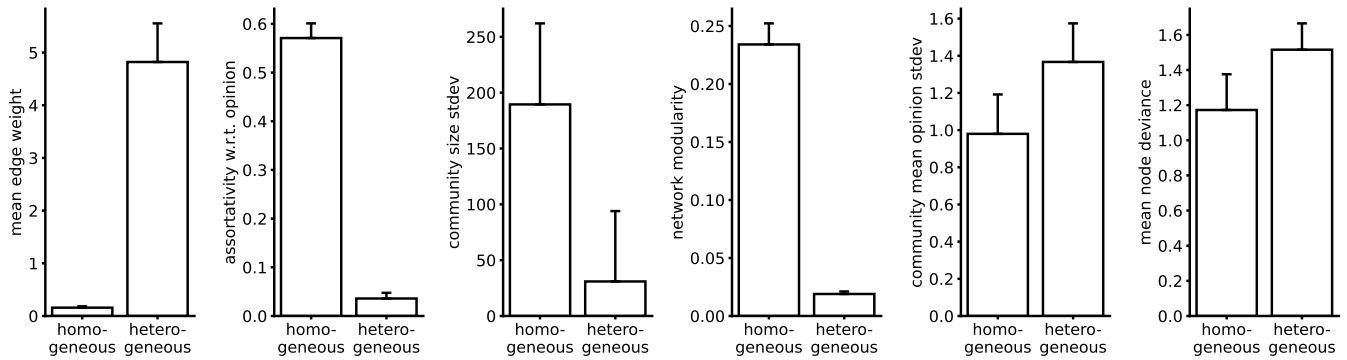 mean edge weight
5
4
3
2
1
0
homo-
geneous
hetero-
geneous
assortativity w.r.t. opinion
0.6
0.5
0.4
0.3
0.2
0.1
0.0
homo-
geneous
hetero-
geneous
community size stdev
250
200
150
100
50
0
homo-
geneous
hetero-
geneous
network modularity
0.25
0.20
0.15
0.10
0.05
0.00
homo-
geneous
hetero-
geneous
community mean opinion stdev
1.6
1.4
1.2
1.0
0.8
0.6
0.4
0.2
0.0
homo-
geneous
hetero-
geneous
mean node deviance
1.6
1.4
1.2
1.0
0.8
0.6
0.4
0.2
0.0
homo-
geneous
hetero-
geneous